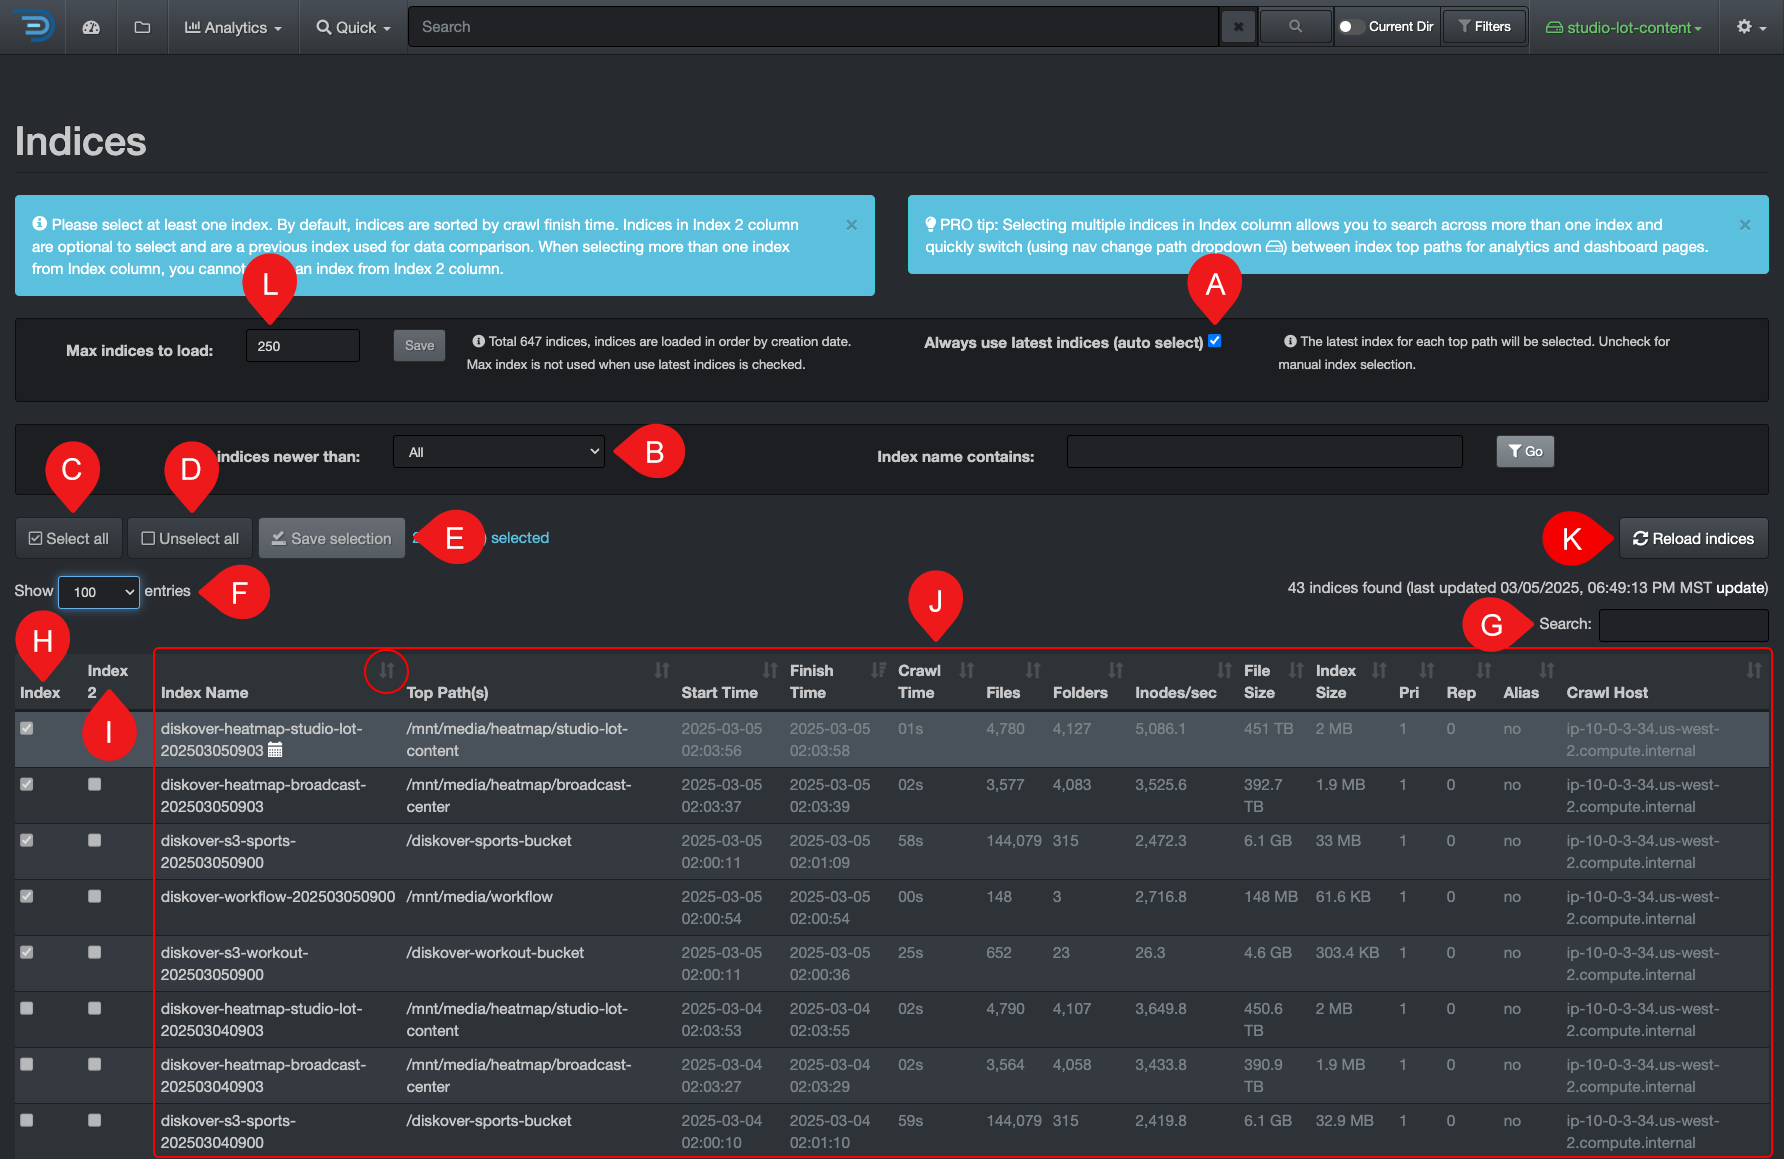 Analytics
Quick
Search
Current Dir
Filters
studio-lot-content
Indices
Please select at least one index. By default, indices are sorted by crawl finish time. Indices in Index 2 column
are optional to select and are a previous index used for data comparison. When selecting more than one index
from Index column, you cannot an index from Index 2 column.
×
PRO tip: Selecting multiple indices in Index column allows you to search across more than one index and
quickly switch (using nav change path dropdown ) between index top paths for analytics and dashboard pages.
×
L
A
Max indices to load:
250
Save
Total 647 indices, indices are loaded in order by creation date.
Max index is not used when use latest indices is checked.
Always use latest indices (auto select)
The latest index for each top path will be selected. Uncheck for
manual index selection.
C
D
indices newer than:
All
B
Index name contains:
Go
Select all
Unselect all
Save selection
E
) selected
K
Reload indices
Show 100 entries
F
J
43 indices found (last updated 03/05/2025, 06:49:13 PM MST update)
G
Search:
H
I
Index
Index 2
Index Name
Top Path(s)
Start Time
Finish Time
Crawl Time
Files
Folders
Inodes/sec
File Size
Index Size
Pri
Rep
Alias
Crawl Host
diskover-heatmap-studio-lot- /mnt/media/heatmap/studio-lot- 2025-03-05 2025-03-05 01s 4,780 4,127 5,086.1 451 TB 2 MB 1 0 no ip-10-0-3-34.us-west-
202503050903 content 02:03:56 02:03:58 2.compute.internal
diskover-heatmap-broadcast- /mnt/media/heatmap/broadcast- 2025-03-05 2025-03-05 02s 3,577 4,083 3,525.6 392.7 1.9 MB 1 0 no ip-10-0-3-34.us-west-
202503050903 center 02:03:37 02:03:39 TB 2.compute.internal
diskover-s3-sports- /diskover-sports-bucket 2025-03-05 2025-03-05 58s 144,079 315 2,472.3 6.1 GB 33 MB 1 0 no ip-10-0-3-34.us-west-
202503050900 02:00:11 02:01:09 2.compute.internal
diskover-workflow-202503050900 /mnt/media/workflow 2025-03-05 2025-03-05 00s 148 3 2,716.8 148 MB 61.6 KB 1 0 no ip-10-0-3-34.us-west-
02:00:54 02:00:54 2.compute.internal
diskover-s3-workout- /diskover-workout-bucket 2025-03-05 2025-03-05 25s 652 23 26.3 4.6 GB 303.4 KB 1 0 no ip-10-0-3-34.us-west-
202503050900 02:00:11 02:00:36 2.compute.internal
diskover-heatmap-studio-lot- /mnt/media/heatmap/studio-lot- 2025-03-04 2025-03-04 02s 4,790 4,107 3,649.8 450.6 2 MB 1 0 no ip-10-0-3-34.us-west-
202503040903 content 02:03:53 02:03:55 TB 2.compute.internal
diskover-heatmap-broadcast- /mnt/media/heatmap/broadcast- 2025-03-04 2025-03-04 02s 3,564 4,058 3,433.8 390.9 1.9 MB 1 0 no ip-10-0-3-34.us-west-
202503040903 center 02:03:27 02:03:29 TB 2.compute.internal
diskover-s3-sports- /diskover-sports-bucket 2025-03-04 2025-03-04 59s 144,079 315 2,419.8 6.1 GB 32.9 MB 1 0 no ip-10-0-3-34.us-west-
202503040900 02:00:10 02:01:10 2.compute.internal